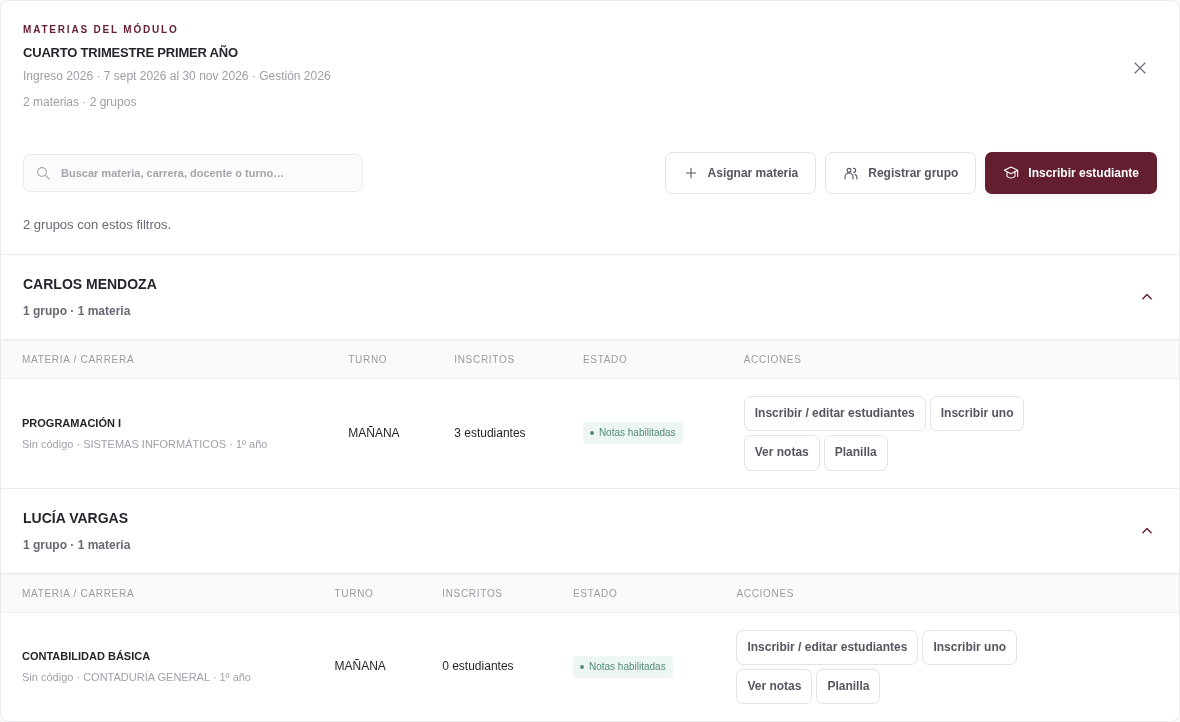 MATERIAS DEL MÓDULO
CUARTO TRIMESTRE PRIMER AÑO
Ingreso 2026 · 7 sept 2026 al 30 nov 2026 · Gestión 2026
2 materias · 2 grupos
Buscar materia, carrera, docente o turno...
Asignar materia
Registrar grupo
Inscribir estudiante
2 grupos con estos filtros.
CARLOS MENDOZA
1 grupo · 1 materia
MATERIA / CARRERA TURNO INSCRITOS ESTADO ACCIONES
PROGRAMACIÓN I
Sin código · SISTEMAS INFORMÁTICOS · 1º año
MAÑANA
3 estudiantes
Notas habilitadas
Inscribir / editar estudiantes Inscribir uno
Ver notas Planilla
LUCÍA VARGAS
1 grupo · 1 materia
MATERIA / CARRERA TURNO INSCRITOS ESTADO ACCIONES
CONTABILIDAD BÁSICA
Sin código · CONTADURÍA GENERAL · 1º año
MAÑANA
0 estudiantes
Notas habilitadas
Inscribir / editar estudiantes Inscribir uno
Ver notas Planilla